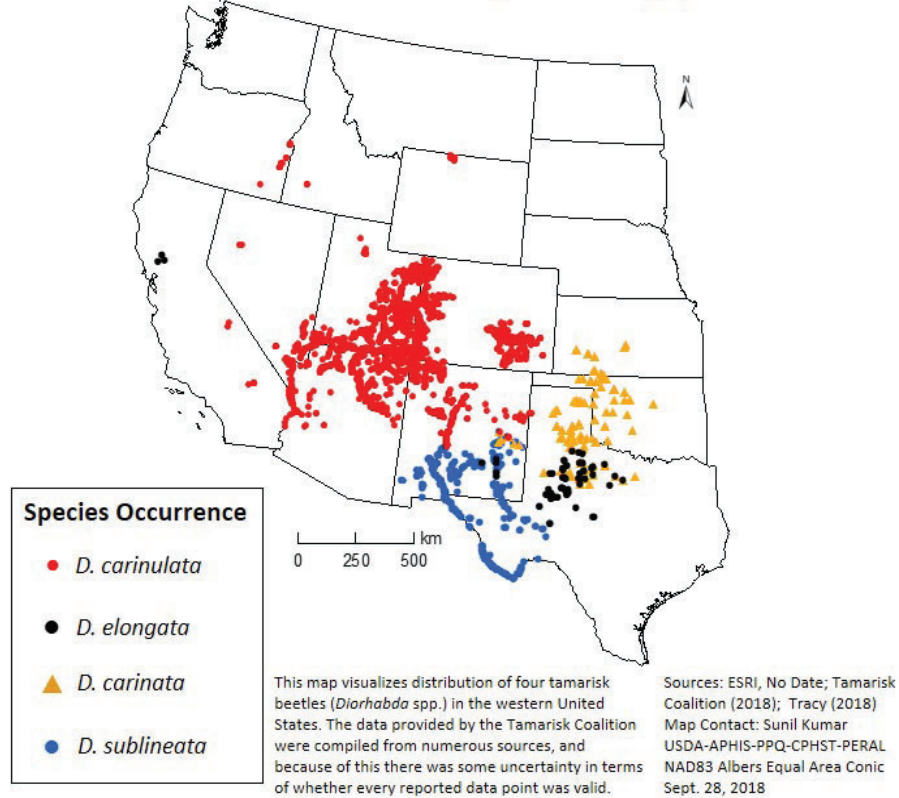 N
km
0 250 500
Species Occurrence
D. carinulata
D. elongata
D. carinata
D. sublineata
This map visualizes distribution of four tamarisk
beetles (Diorhabda spp.) in the western United
States. The data provided by the Tamarisk Coalition
were compiled from numerous sources, and
because of this there was some uncertainty in terms
of whether every reported data point was valid.
Sources: ESRI, No Date; Tamarisk
Coalition (2018); Tracy (2018)
Map Contact: Sunil Kumar
USDA-APHIS-PPQ-CPHST-PERAL
NAD83 Albers Equal Area Conic
Sept. 28, 2018